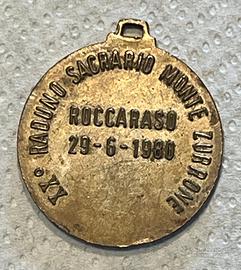 XX° RADUNO SACRARIO MONTE ZURRONE
ROCCARASO
29-6-1980